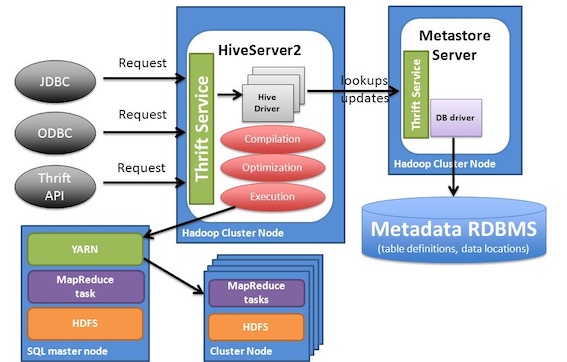 JDBC
ODBC
Thrift
API
Request
Request
Request
HiveServer2
Thrift Service
Hive
Driver
Compilation
Optimization
Execution
Hadoop Cluster Node
lookups
updates
Metastore
Server
Thrift Service
DB driver
Hadoop Cluster Node
Metadata RDBMS
(table definitions, data locations)
YARN
MapReduce
task
HDFS
SQL master node
MapReduce
tasks
HDFS
Cluster Node